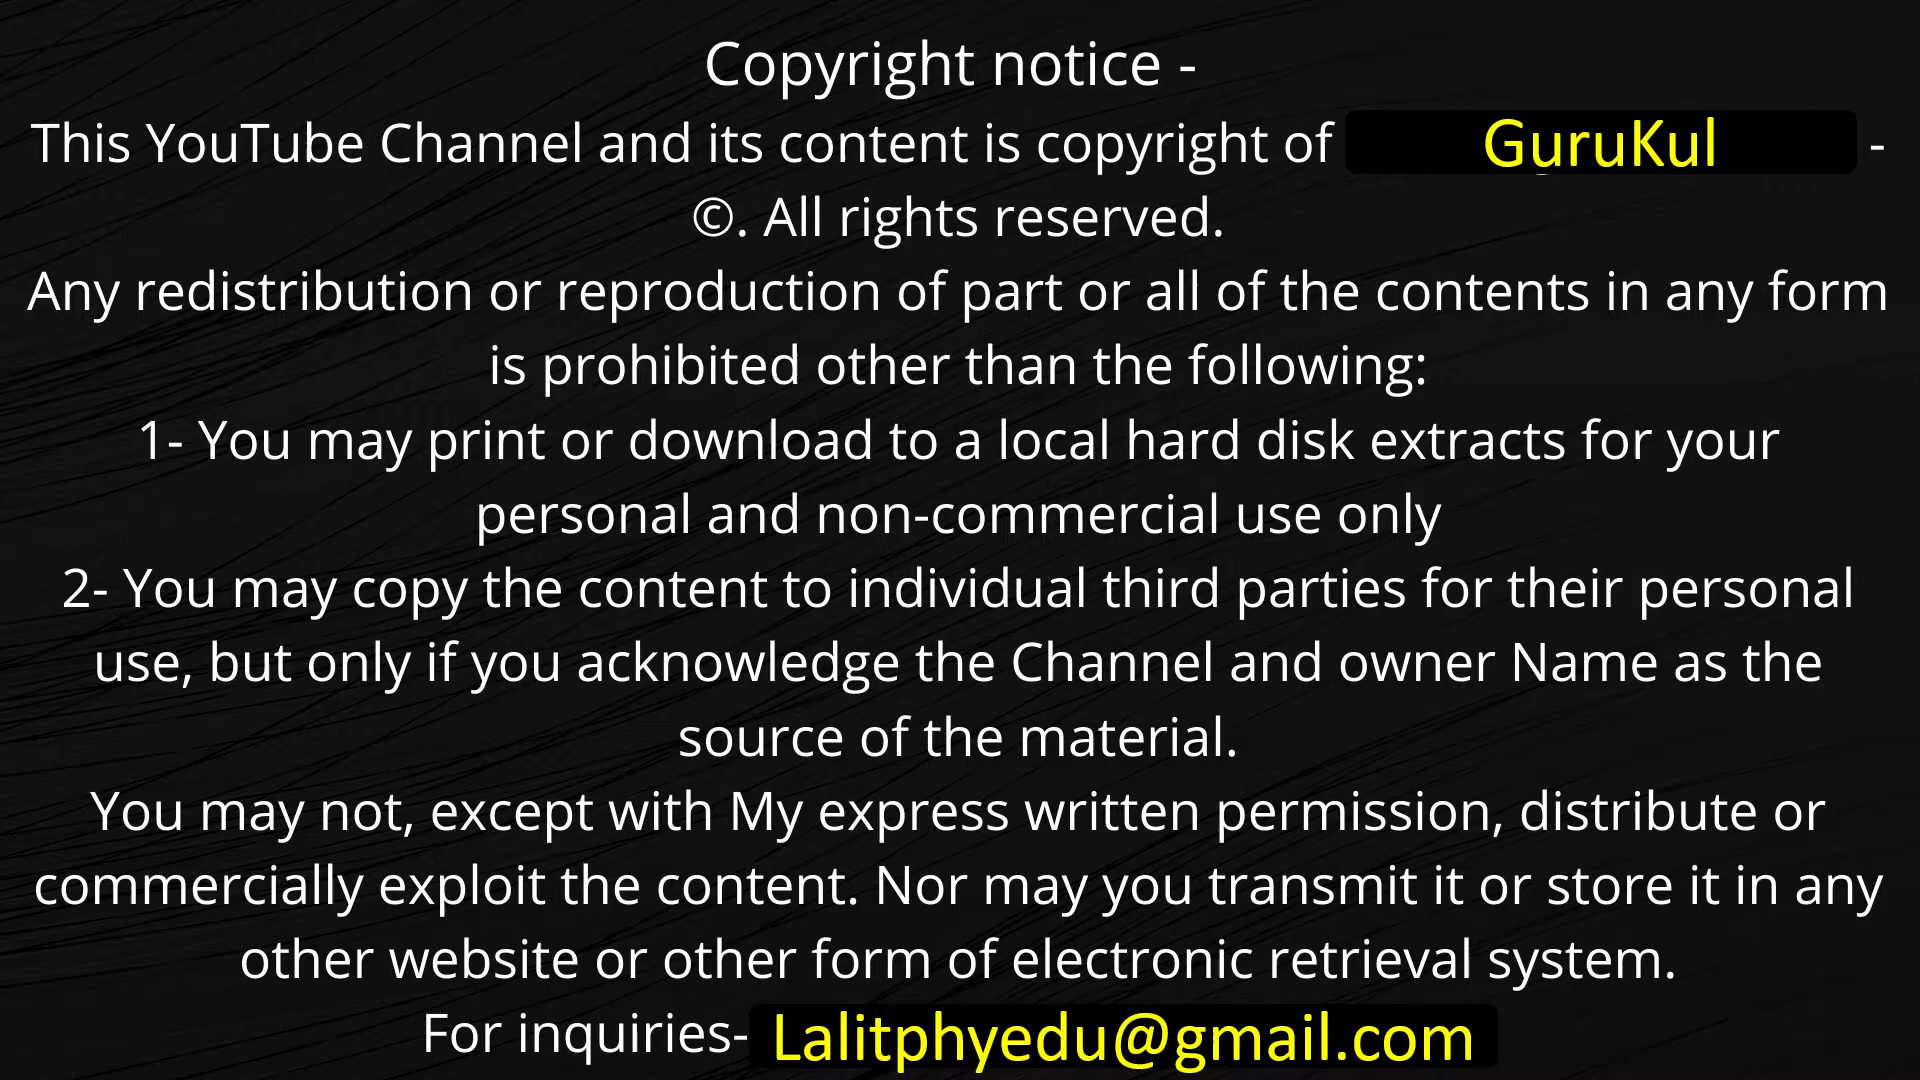 Copyright notice -
This YouTube Channel and its content is copyright of GuruKul -
©. All rights reserved.
Any redistribution or reproduction of part or all of the contents in any form
is prohibited other than the following:
1- You may print or download to a local hard disk extracts for your
personal and non-commercial use only
2- You may copy the content to individual third parties for their personal
use, but only if you acknowledge the Channel and owner Name as the
source of the material.
You may not, except with My express written permission, distribute or
commercially exploit the content. Nor may you transmit it or store it in any
other website or other form of electronic retrieval system.
For inquiries- Lalitphyedu@gmail.com